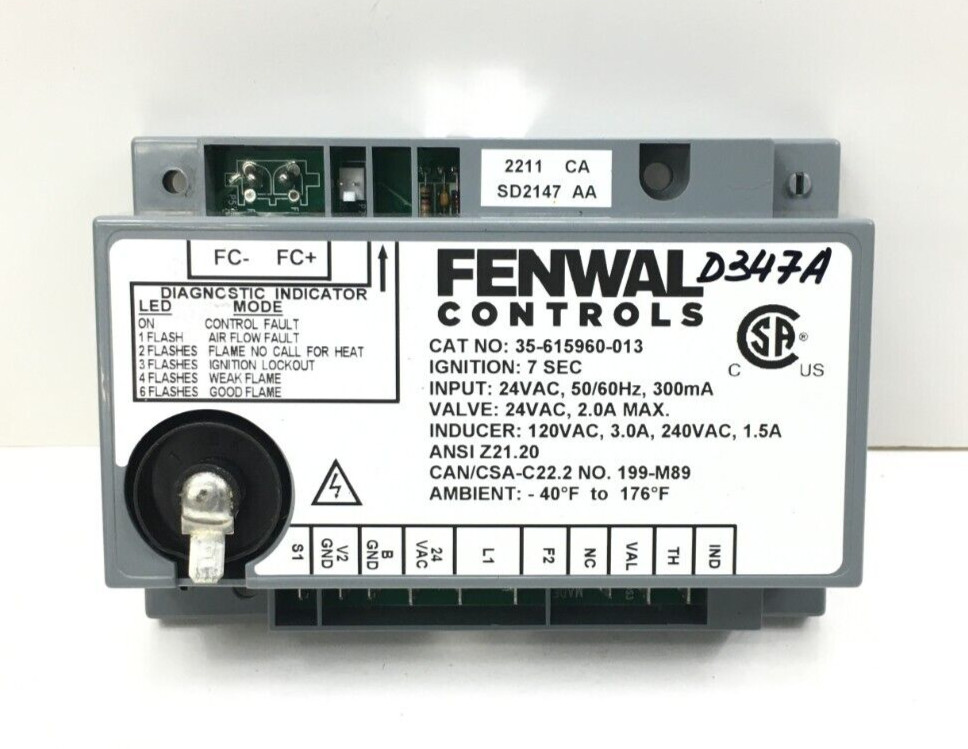 2211 CA
SD2147 AA
FC- FC+
DIAGNCSTIC INDICATOR
LED MODE
ON CONTROL FAULT
1 FLASH AIR FLOW FAULT
2 FLASHES FLAME NO CALL FOR HEAT
3 FLASHES IGNITION LOCKOUT
4 FLASHES WEAK FLAME
6 FLASHES GOOD FLAME
FENWAL D347A
CONTROLS
CAT NO: 35-615960-013
IGNITION: 7 SEC
INPUT: 24VAC, 50/60Hz, 300mA
VALVE: 24VAC, 2.0A MAX.
INDUCER: 120VAC, 3.0A, 240VAC, 1.5A
ANSI Z21.20
CAN/CSA-C22.2 NO. 199-M89
AMBIENT: - 40°F to 176°F
C SA ® US
S1
V2
GND
B
GND
24
VAC
L1
F2
NC
VAL
TH
IND